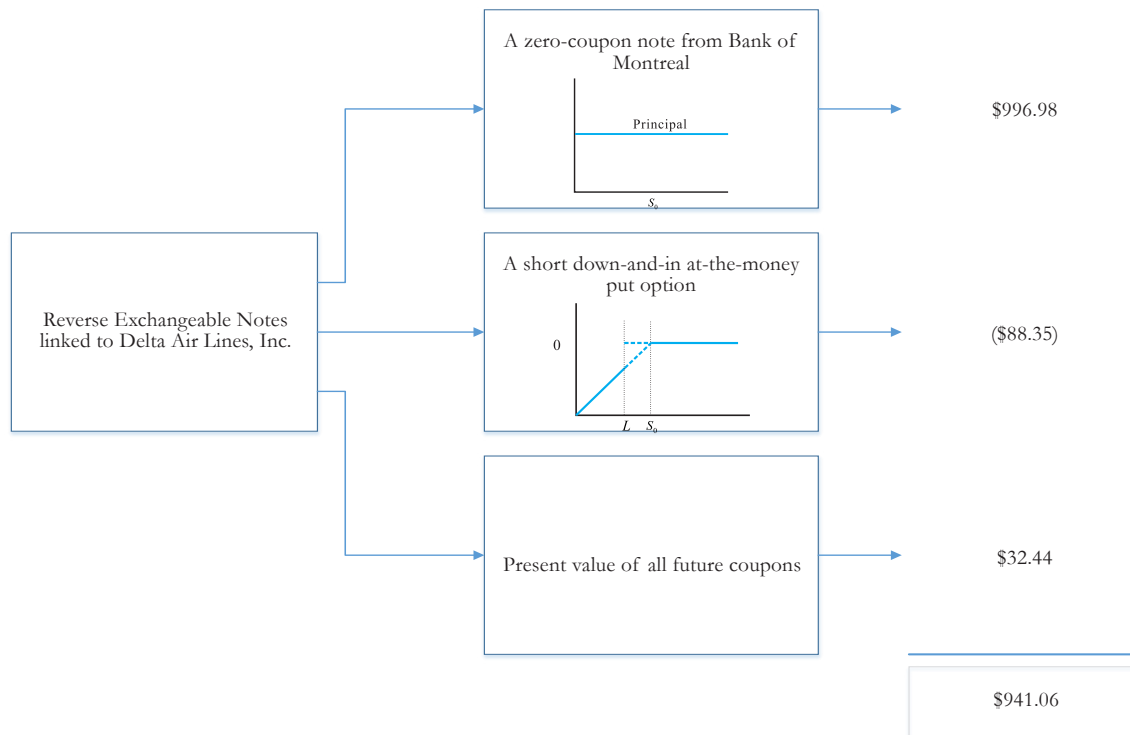 Reverse Exchangeable Notes
linked to Delta Air Lines, Inc.
A zero-coupon note from Bank of
Montreal
Principal
S₀
$996.98
A short down-and-in at-the-money
put option
0
L S₀
($88.35)
Present value of all future coupons
$32.44
$941.06